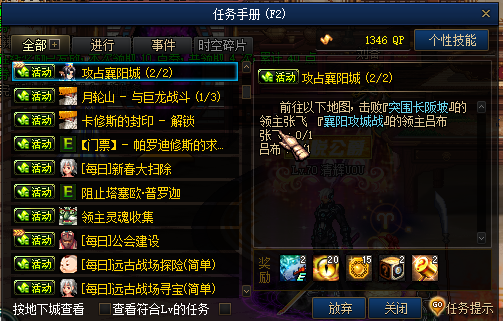 任务手册 (F2)
全部 进行 事件 时空碎片 1346 QP 个性技能
活动 攻占襄阳城 (2/2)
活动 月轮山 - 与巨龙战斗 (1/3)
活动 卡修斯的封印 - 解锁
E 【门票】- 帕罗迪修斯的求..
活动 [每日]新春大扫除
E 阻止塔塞欧·普罗迦
活动 领主灵魂收集
活动 [每日]公会建设
活动 [每日]远古战场探险(简单)
活动 [每日]远古战场寻宝(简单)
活动 攻占襄阳城 (2/2)
前往以下地图, 击败『突围长阪坡』的
领主张飞 『襄阳攻城战』的领主吕布
张飞 : 0/1
吕布 : 0/1
奖励 2 20 15 2 2
按地下城查看 查看符合Lv的任务 放弃 关闭 GO 任务提示